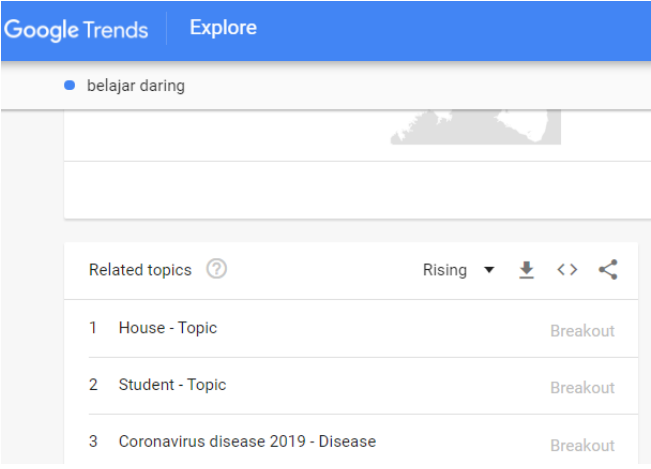 Google Trends Explore
belajar daring
Related topics ? Rising
1 House - Topic Breakout
2 Student - Topic Breakout
3 Coronavirus disease 2019 - Disease Breakout